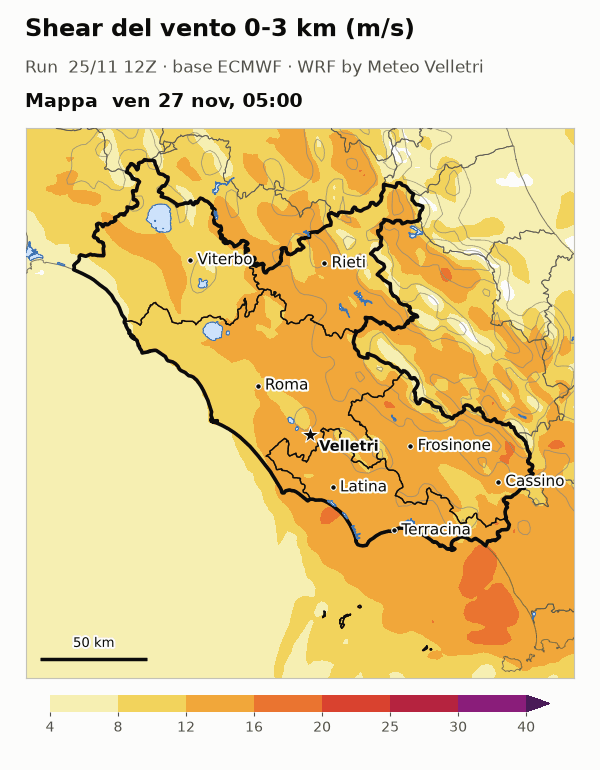 Shear del vento 0-3 km (m/s)
Run  25/11 12Z · base ECMWF · WRF by Meteo Velletri
Mappa  ven 27 nov, 05:00
Viterbo
Rieti
Roma
Velletri
Frosinone
Cassino
Latina
Terracina
50 km
4 8 12 16 20 25 30 40